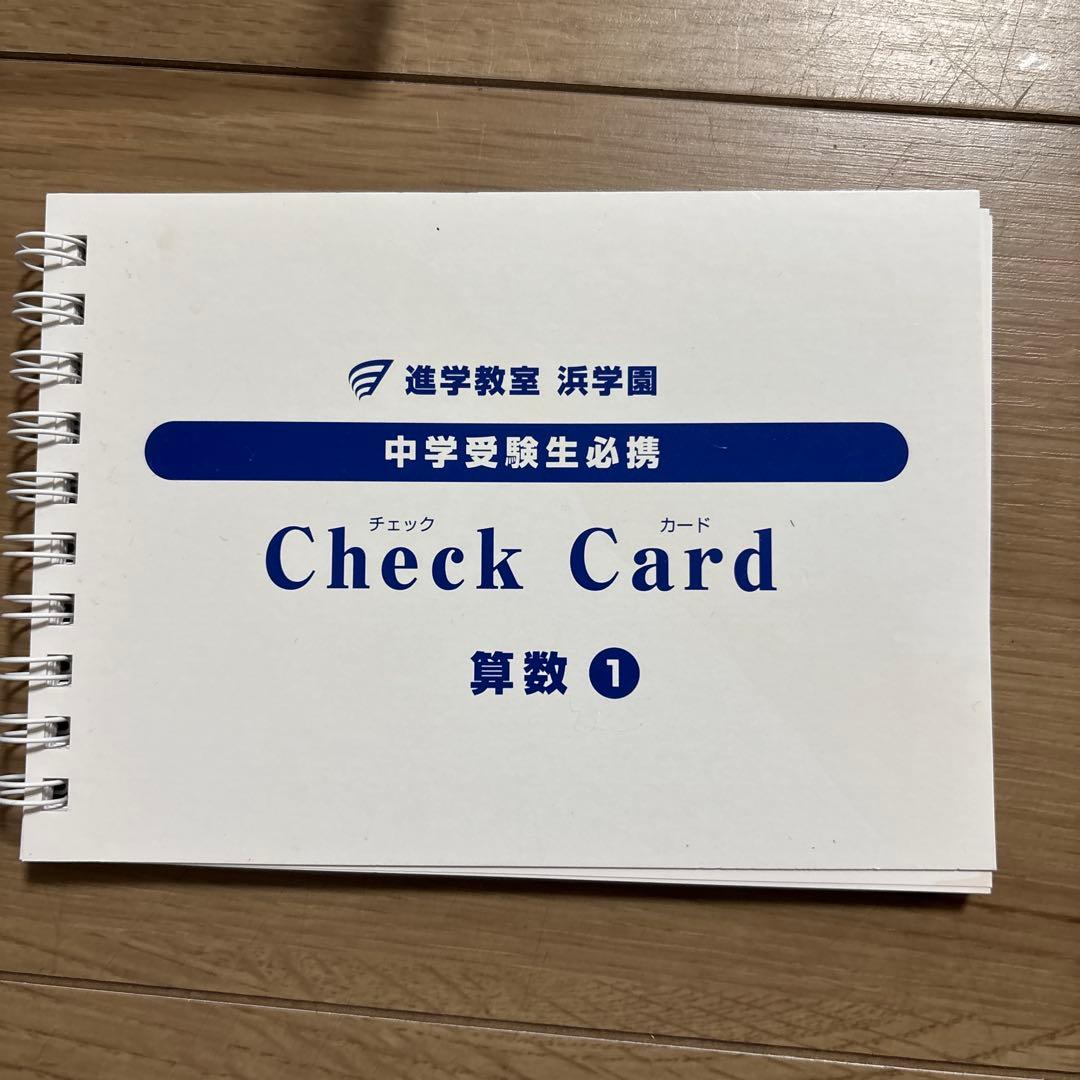 進学教室 浜学園
中学受験生必携
チェック カード
Check Card
算数 1